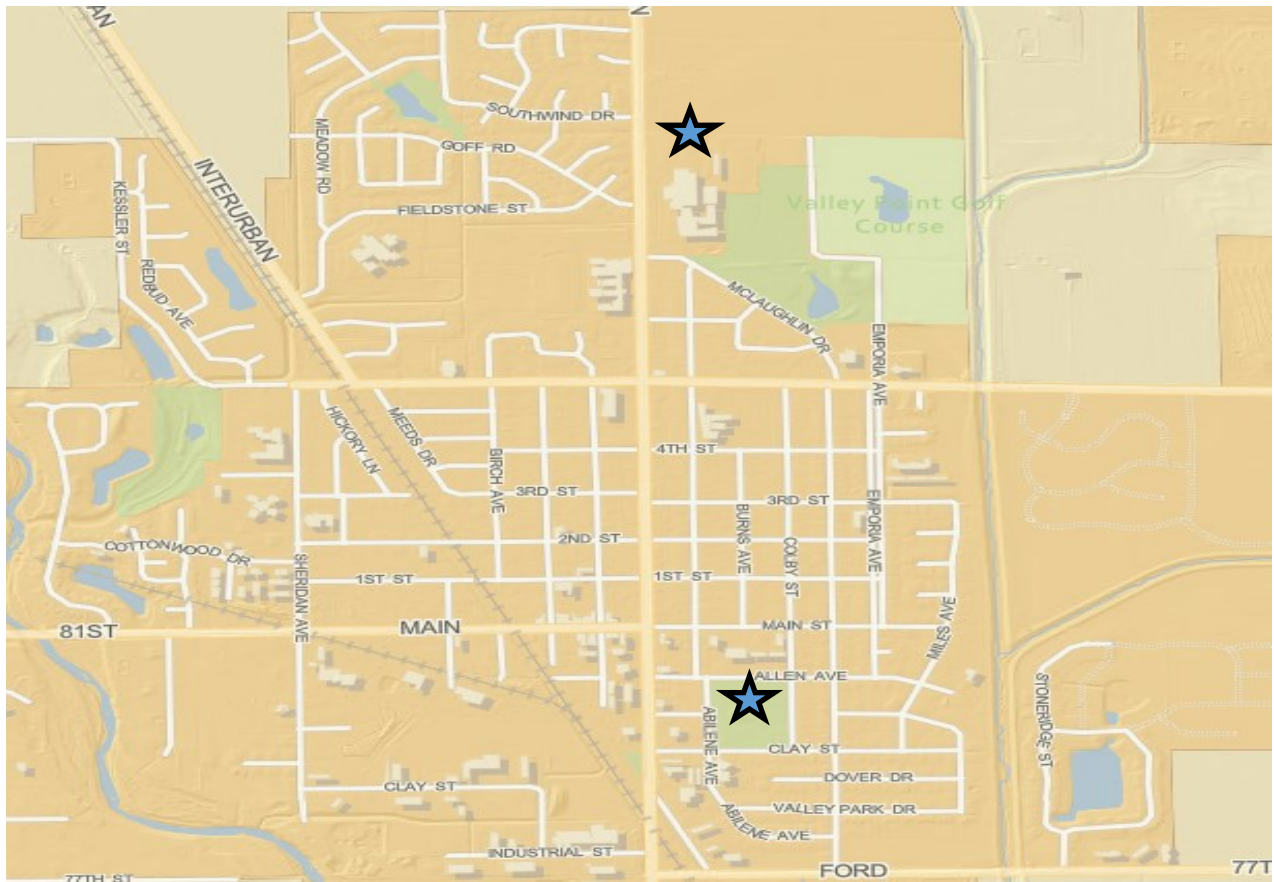 AN
N
SOUTHWIND DR
GOFF RD
MEADOW RD
INTERURBAN
KESSLER ST
FIELDSTONE ST
Valley Point Golf
Course
REDBUD AVE
MCLAUGHLIN DR
EMPORIA AVE
HICKORY LN
MEEDS DR
BIRCH AVE
4TH ST
3RD ST
3RD ST
BURNS AVE
EMPORIA AVE
COLBY ST
2ND ST
COTTONWOOD DR
SHERIDAN AVE
1ST ST
1ST ST
81ST
MAIN
MAIN ST
MILES AVE
ALLEN AVE
ABILENE AVE
STONERIDGE ST
CLAY ST
DOVER DR
CLAY ST
VALLEY PARK DR
ABILENE AVE
INDUSTRIAL ST
FORD
77TH ST
77T